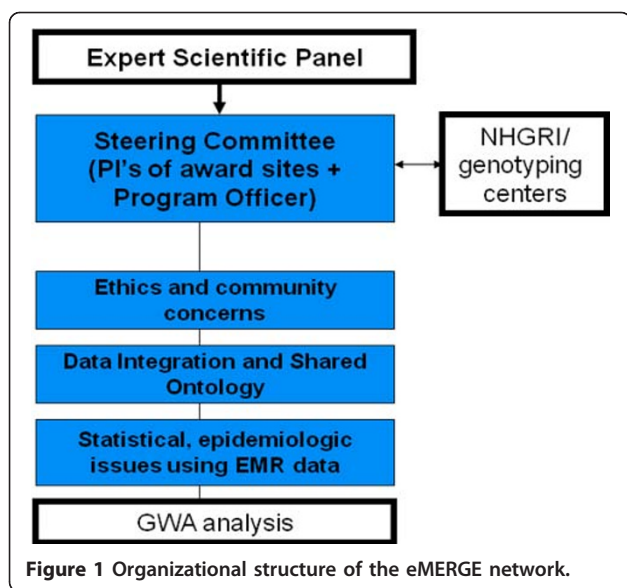 Expert Scientific Panel
Steering Committee
(PI's of award sites +
Program Officer)
NHGRI/
genotyping
centers
Ethics and community
concerns
Data Integration and Shared
Ontology
Statistical, epidemiologic
issues using EMR data
GWA analysis
Figure 1 Organizational structure of the eMERGE network.